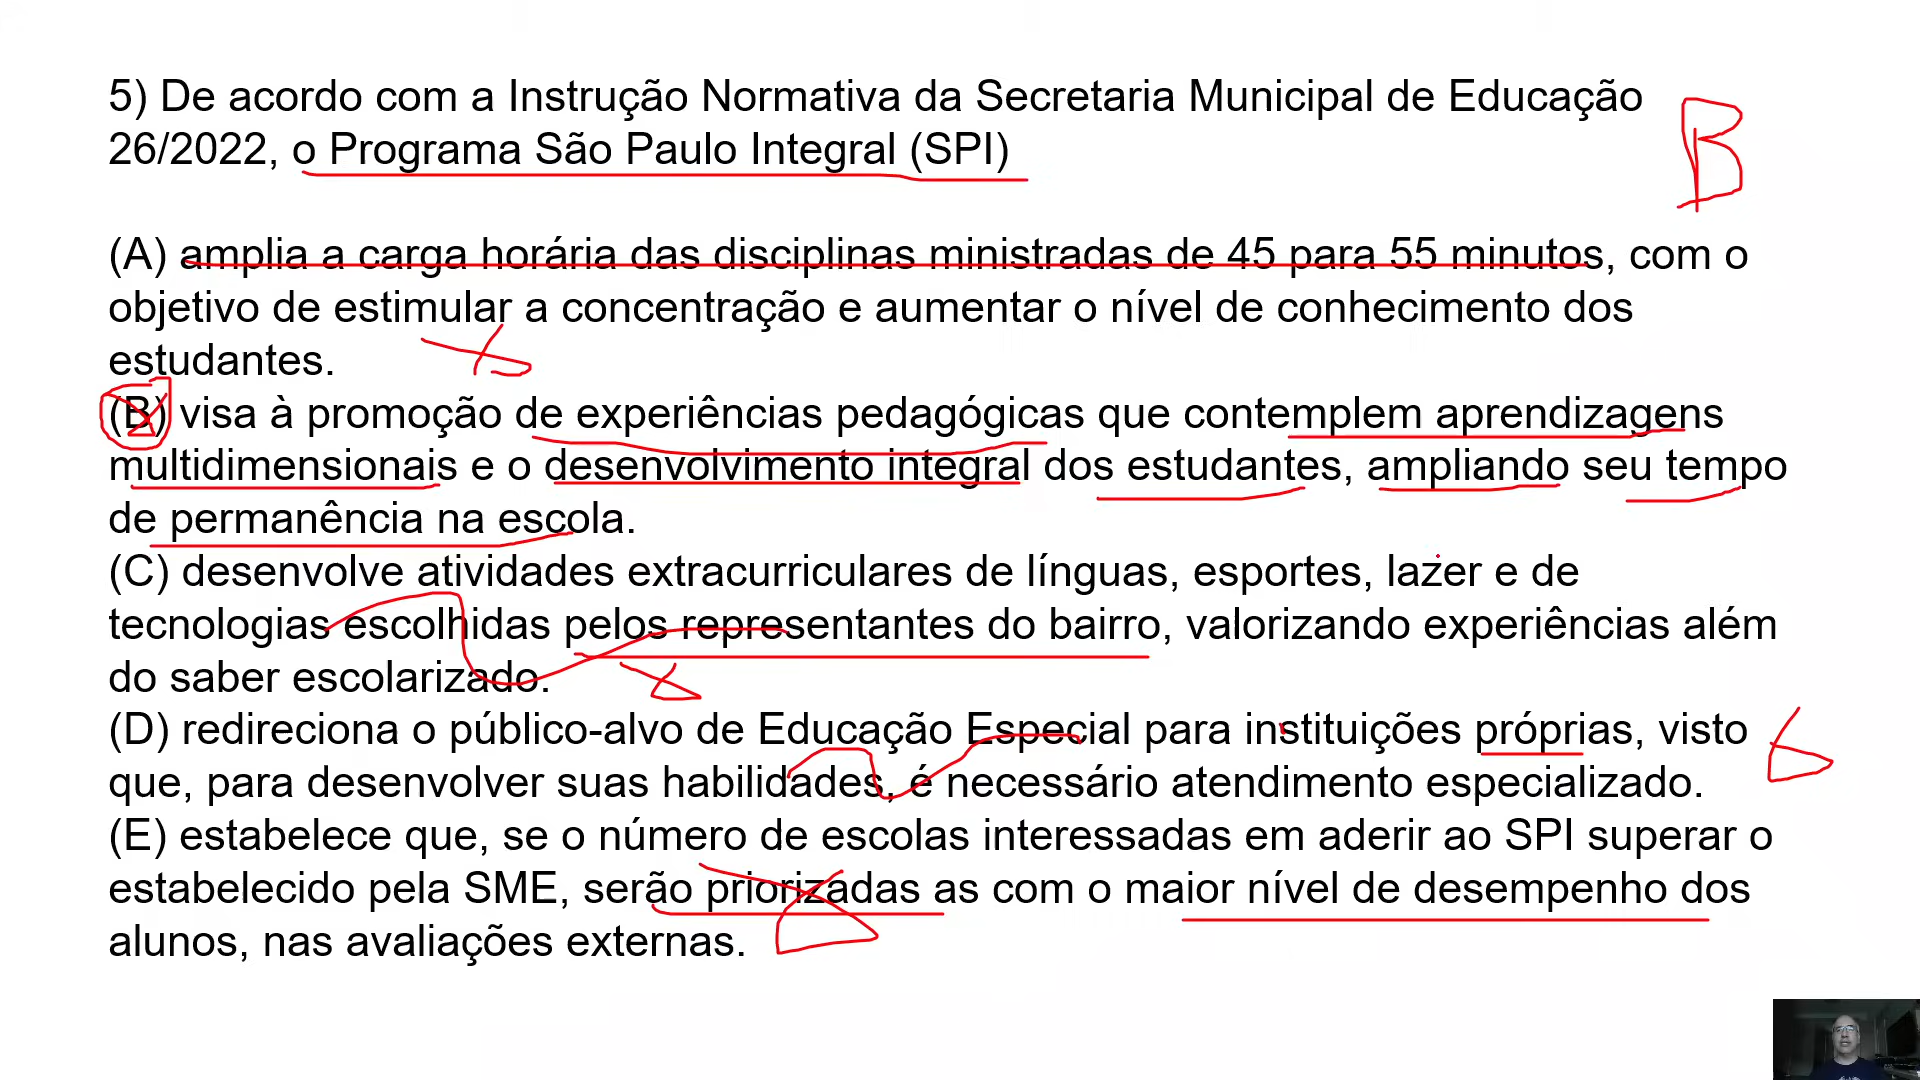 5) De acordo com a Instrução Normativa da Secretaria Municipal de Educação
26/2022, o Programa São Paulo Integral (SPI)
B
(A) amplia a carga horária das disciplinas ministradas de 45 para 55 minutos, com o
objetivo de estimular a concentração e aumentar o nível de conhecimento dos
estudantes.
(B) visa à promoção de experiências pedagógicas que contemplem aprendizagens
multidimensionais e o desenvolvimento integral dos estudantes, ampliando seu tempo
de permanência na escola.
(C) desenvolve atividades extracurriculares de línguas, esportes, lazer e de
tecnologias escolhidas pelos representantes do bairro, valorizando experiências além
do saber escolarizado.
(D) redireciona o público-alvo de Educação Especial para instituições próprias, visto
que, para desenvolver suas habilidades, é necessário atendimento especializado.
(E) estabelece que, se o número de escolas interessadas em aderir ao SPI superar o
estabelecido pela SME, serão priorizadas as com o maior nível de desempenho dos
alunos, nas avaliações externas.